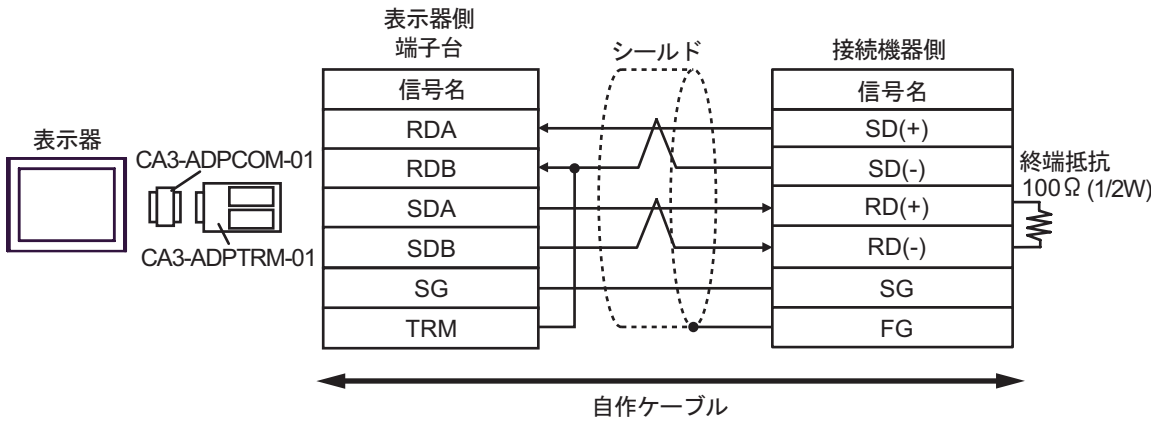 表示器側
端子台
シールド
接続機器側
信号名
信号名
RDA
SD(+)
表示器
CA3-ADPCOM-01
RDB
SD(-)
終端抵抗
100Ω (1/2W)
SDA
RD(+)
CA3-ADPTRM-01
SDB
RD(-)
SG
SG
TRM
FG
自作ケーブル